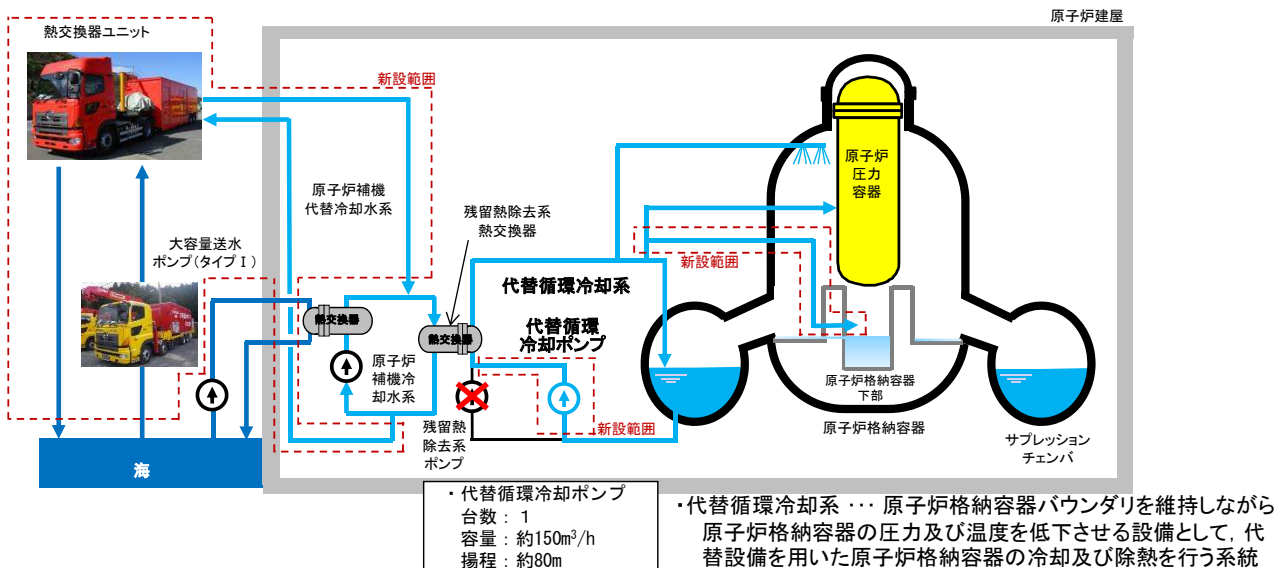 原子炉建屋
熱交換器ユニット
新設範囲
原子炉補機
代替冷却水系
残留熱除去系
熱交換器
大容量送水
ポンプ(タイプⅠ)
原子炉
圧力
容器
新設範囲
代替循環冷却系
代替循環
冷却ポンプ
熱交換器
熱交換器
原子炉
補機冷
却水系
残留熱
除去系
ポンプ
新設範囲
原子炉格納容器
下部
原子炉格納容器
サプレッション
チェンバ
海
・代替循環冷却ポンプ
台数：1
容量：約150m³/h
揚程：約80m
・代替循環冷却系 … 原子炉格納容器バウンダリを維持しながら
原子炉格納容器の圧力及び温度を低下させる設備として，代
替設備を用いた原子炉格納容器の冷却及び除熱を行う系統